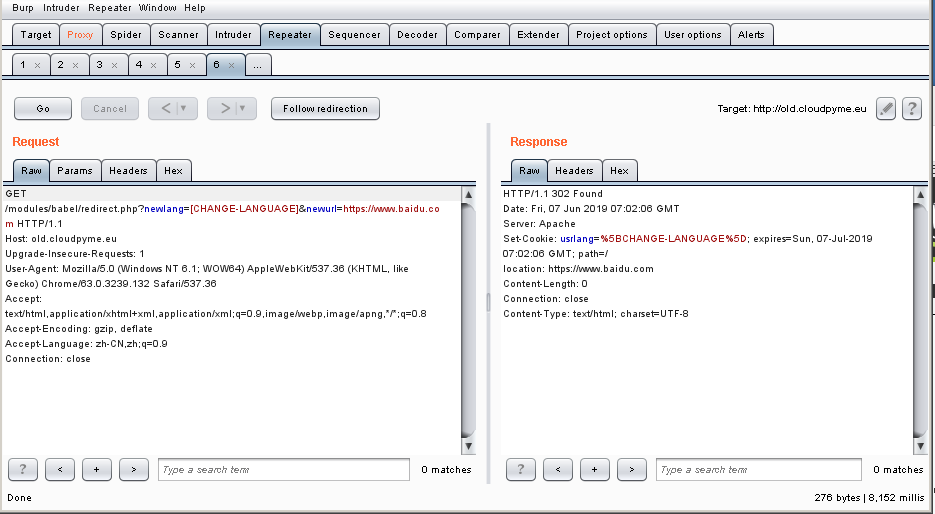 Burp Intruder Repeater Window Help
Target Proxy Spider Scanner Intruder Repeater Sequencer Decoder Comparer Extender Project options User options Alerts
1 × 2 × 3 × 4 × 5 × 6 × ...
Go Cancel < > Follow redirection Target: http://old.cloudpyme.eu ?
Request
Raw Params Headers Hex
GET
/modules/babel/redirect.php?newlang=[CHANGE-LANGUAGE]&newurl=https://www.baidu.co
m HTTP/1.1
Host: old.cloudpyme.eu
Upgrade-Insecure-Requests: 1
User-Agent: Mozilla/5.0 (Windows NT 6.1; WOW64) AppleWebKit/537.36 (KHTML, like
Gecko) Chrome/63.0.3239.132 Safari/537.36
Accept:
text/html,application/xhtml+xml,application/xml;q=0.9,image/webp,image/apng,*/*;q=0.8
Accept-Encoding: gzip, deflate
Accept-Language: zh-CN,zh;q=0.9
Connection: close
? < + > Type a search term 0 matches
Response
Raw Headers Hex
HTTP/1.1 302 Found
Date: Fri, 07 Jun 2019 07:02:06 GMT
Server: Apache
Set-Cookie: usrlang=%5BCHANGE-LANGUAGE%5D; expires=Sun, 07-Jul-2019
07:02:06 GMT; path=/
location: https://www.baidu.com
Content-Length: 0
Connection: close
Content-Type: text/html; charset=UTF-8
? < + > Type a search term 0 matches
Done 276 bytes | 8,152 millis